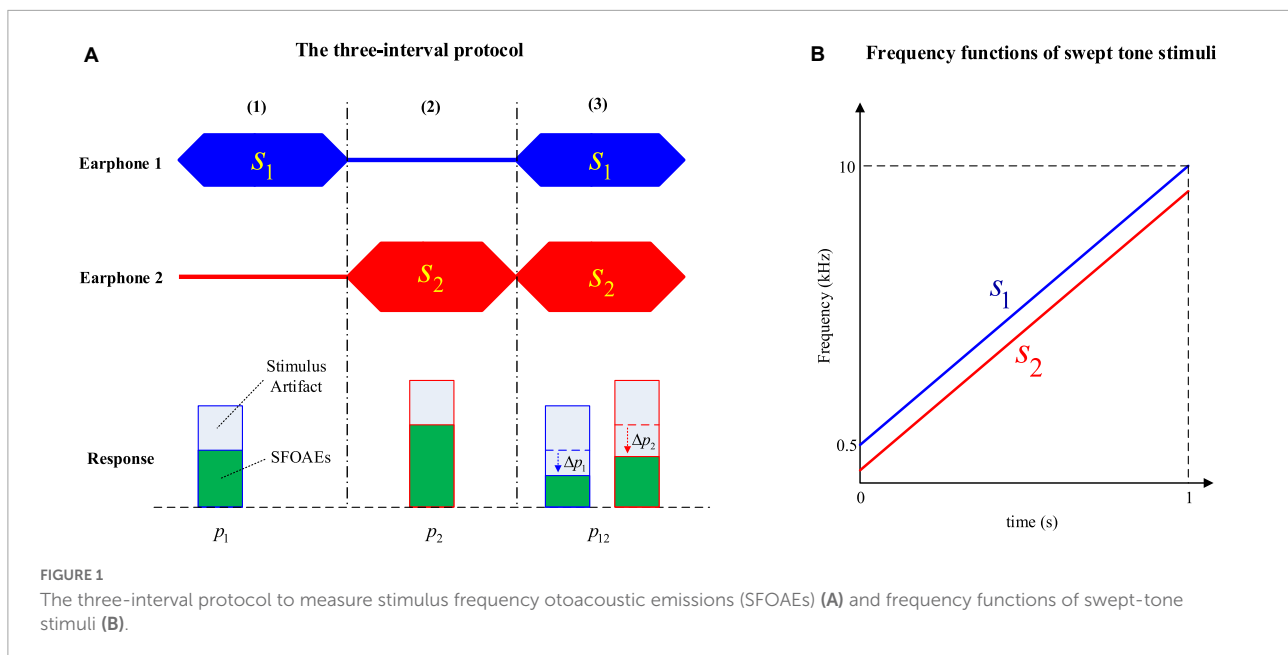 A
The three-interval protocol
(1)
(2)
(3)
Earphone 1
s1
s1
Earphone 2
s2
s2
Stimulus
Artifact
SFOAEs
Response
Δp1
Δp2
p1
p2
p12
B
Frequency functions of swept tone stimuli
Frequency (kHz)
10
0.5
s1
s2
0
1
time (s)
FIGURE 1
The three-interval protocol to measure stimulus frequency otoacoustic emissions (SFOAEs) (A) and frequency functions of swept-tone
stimuli (B).